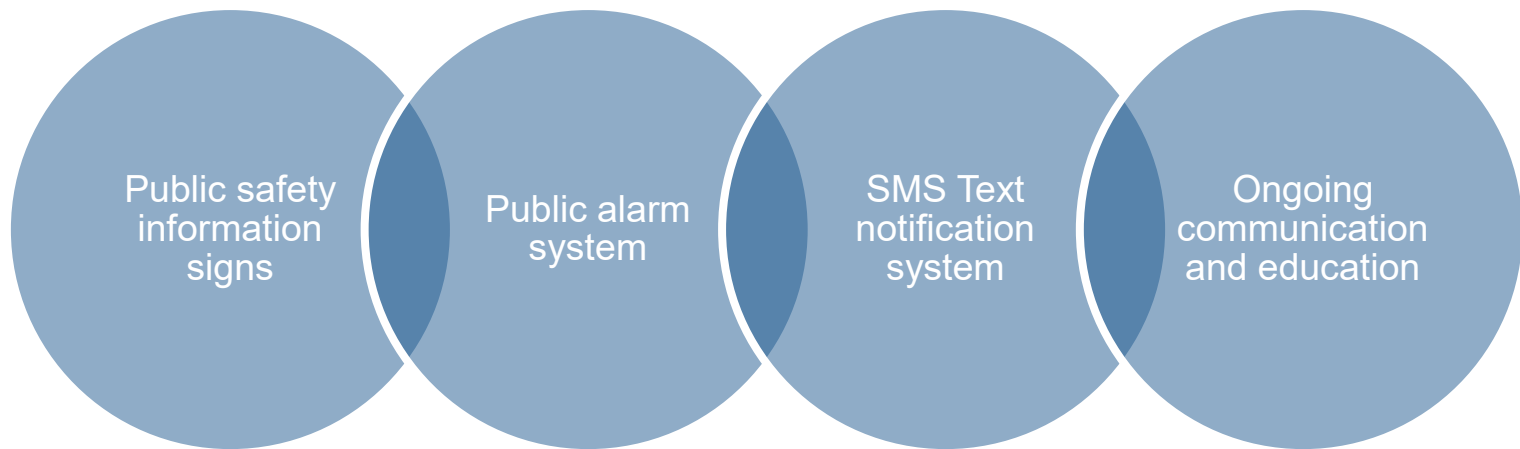 Public safety
information
signs
Public alarm
system
SMS Text
notification
system
Ongoing
communication
and education